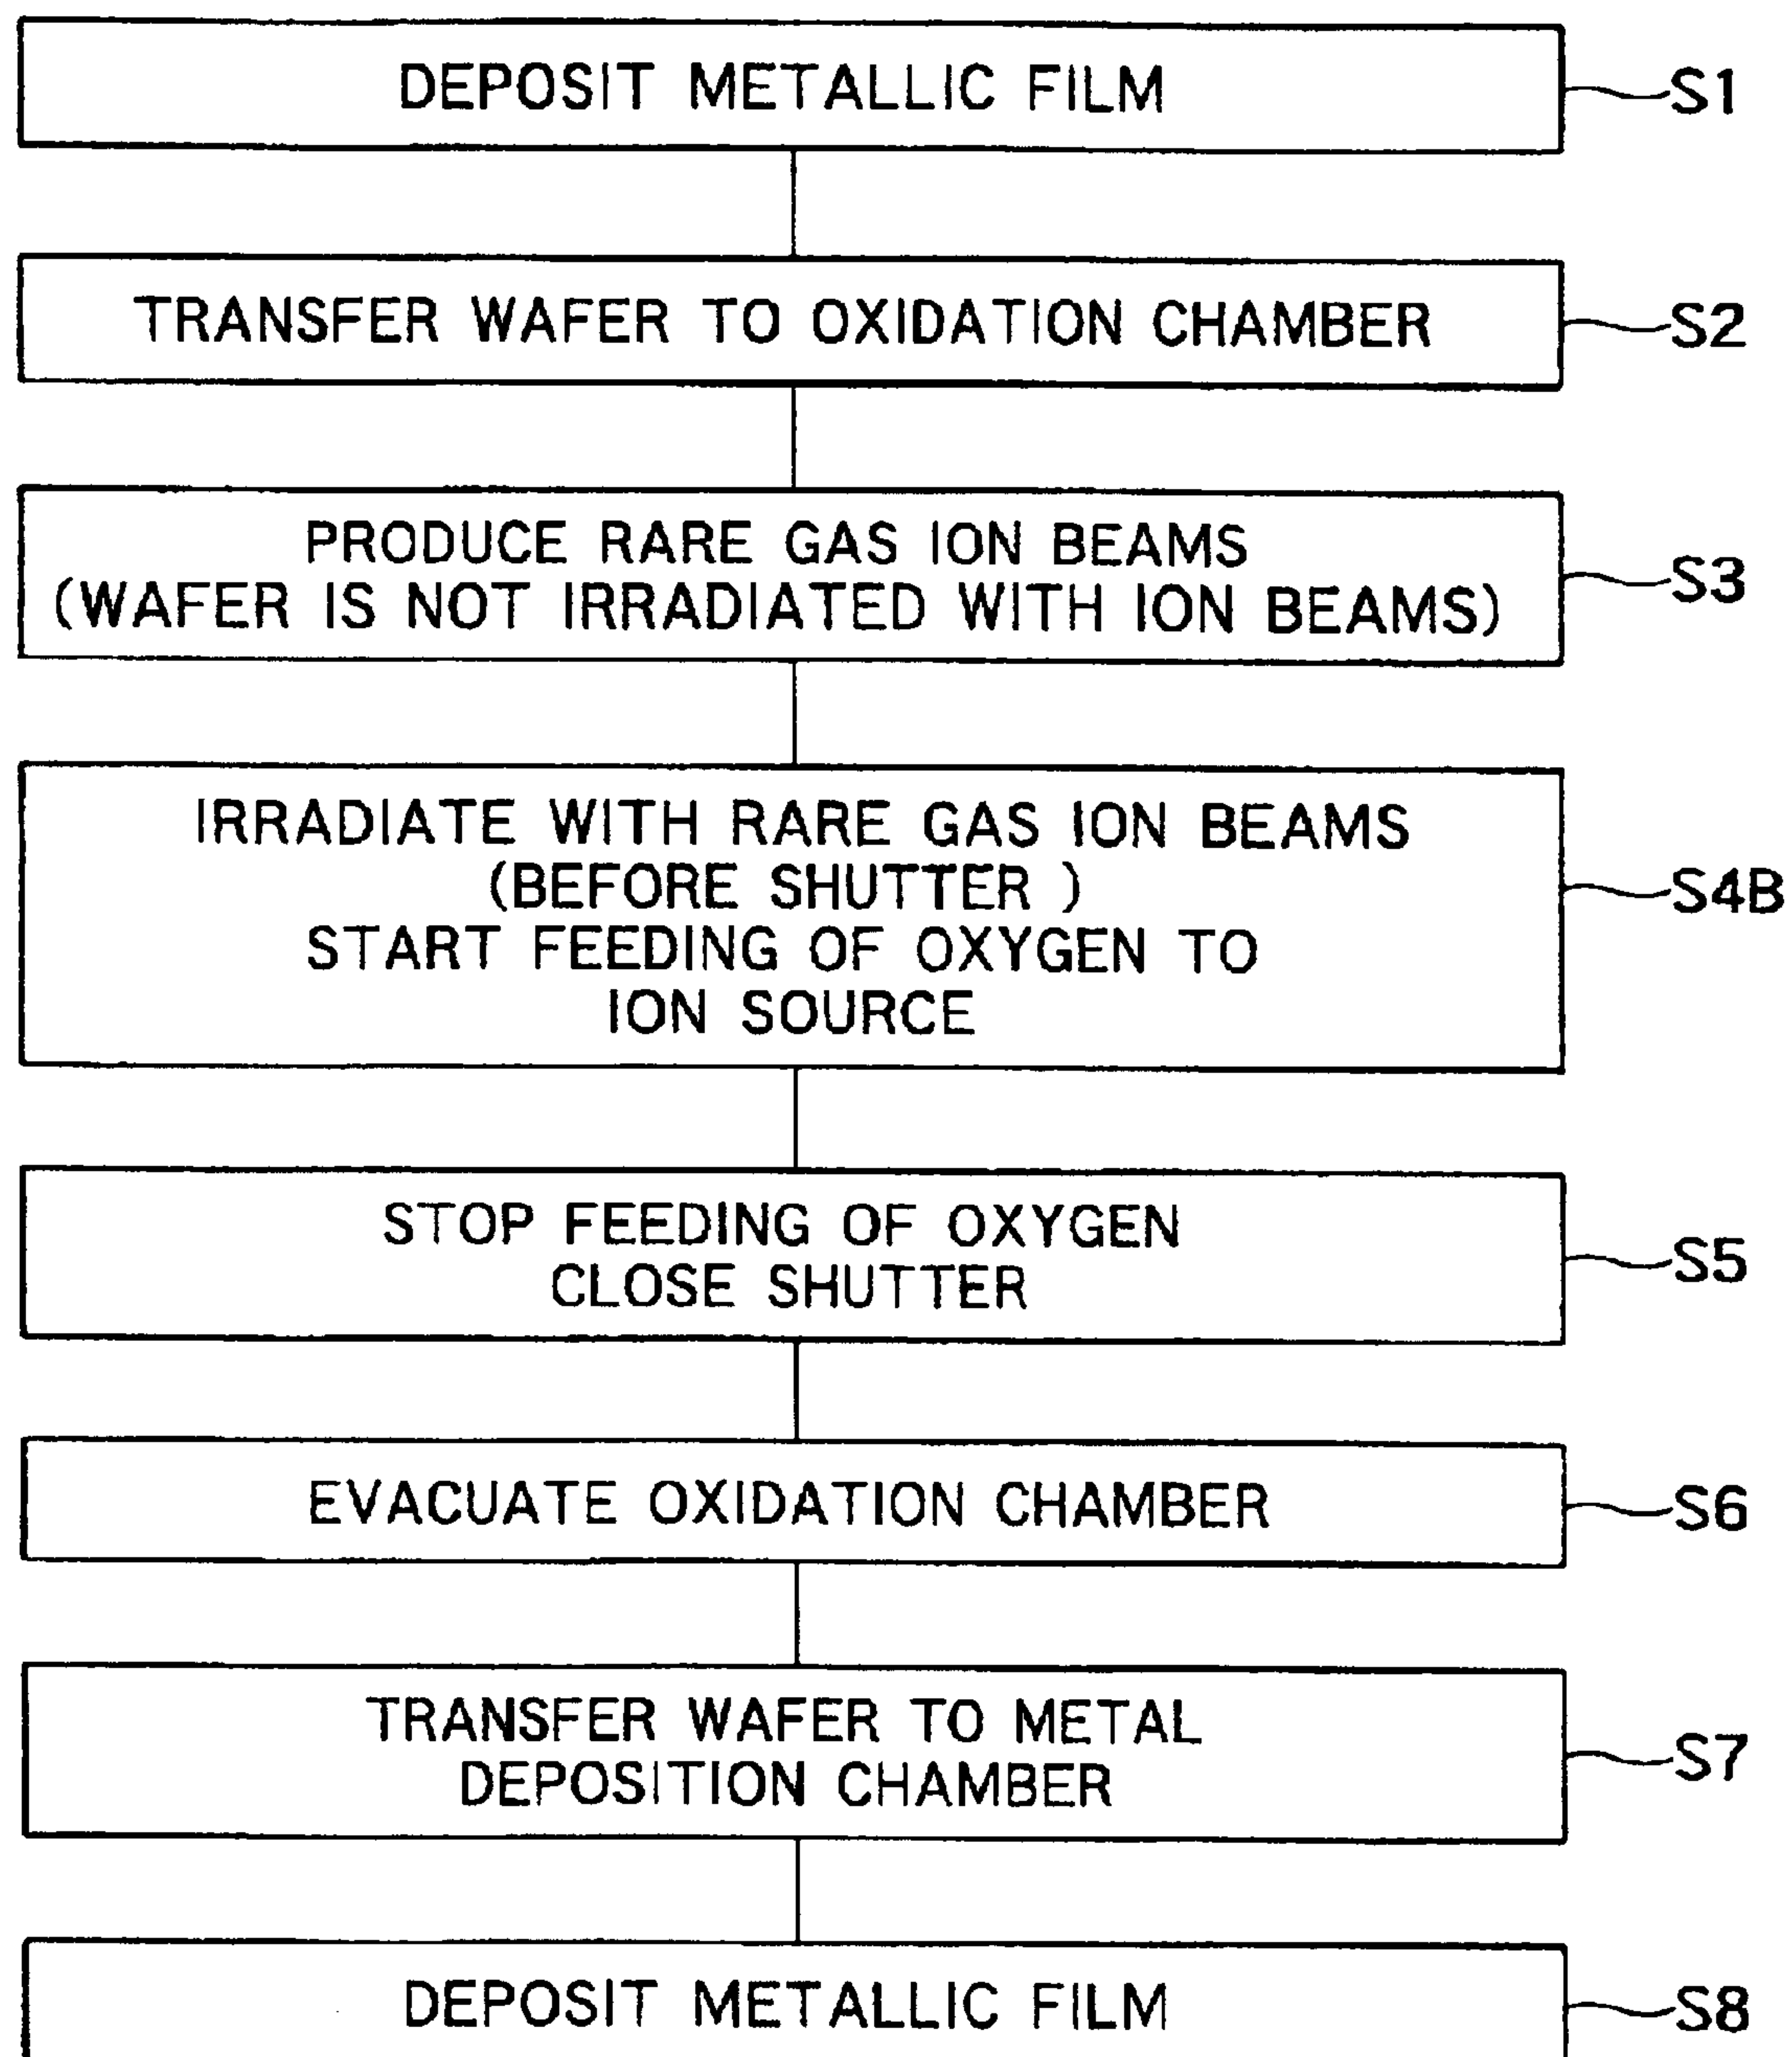 DEPOSIT METALLIC FILM
S1
TRANSFER WAFER TO OXIDATION CHAMBER
S2
PRODUCE RARE GAS ION BEAMS
(WAFER IS NOT IRRADIATED WITH ION BEAMS)
S3
IRRADIATE WITH RARE GAS ION BEAMS
(BEFORE SHUTTER )
START FEEDING OF OXYGEN TO
ION SOURCE
S4B
STOP FEEDING OF OXYGEN
CLOSE SHUTTER
S5
EVACUATE OXIDATION CHAMBER
S6
TRANSFER WAFER TO METAL
DEPOSITION CHAMBER
S7
DEPOSIT METALLIC FILM
S8